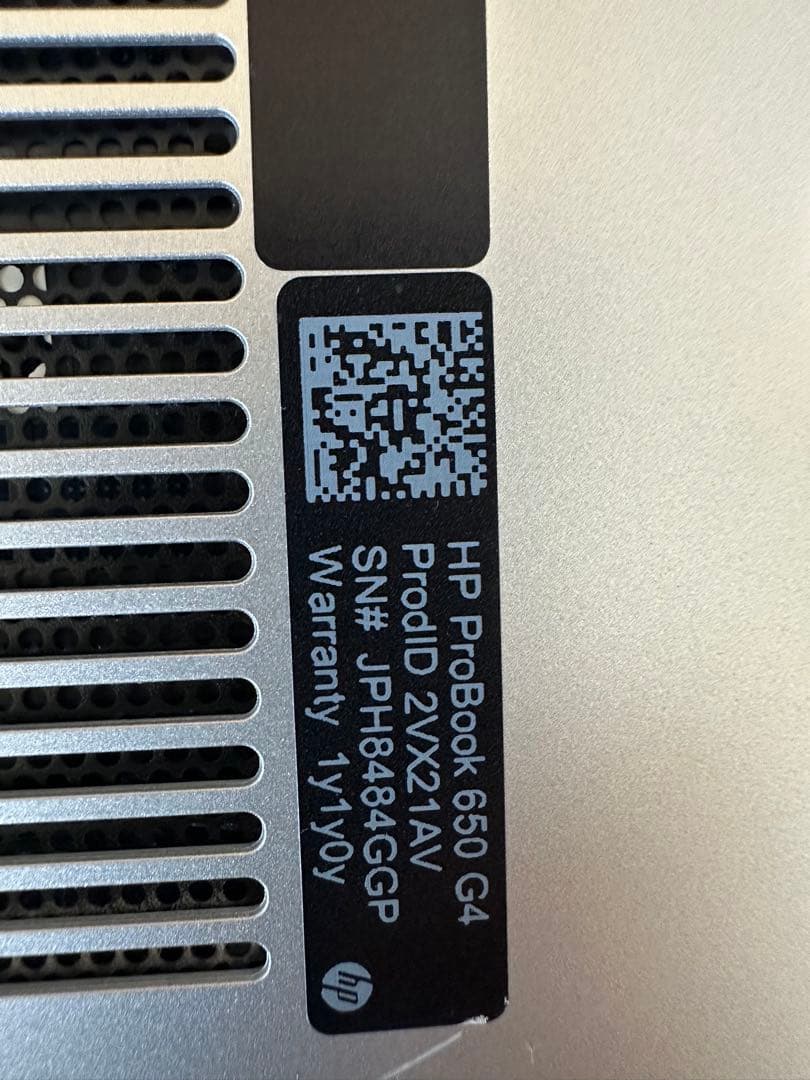 HP ProBook 650 G4
ProdID 2VX21AV
SN# JPH8484GGP
Warranty 1y1y0y
hp